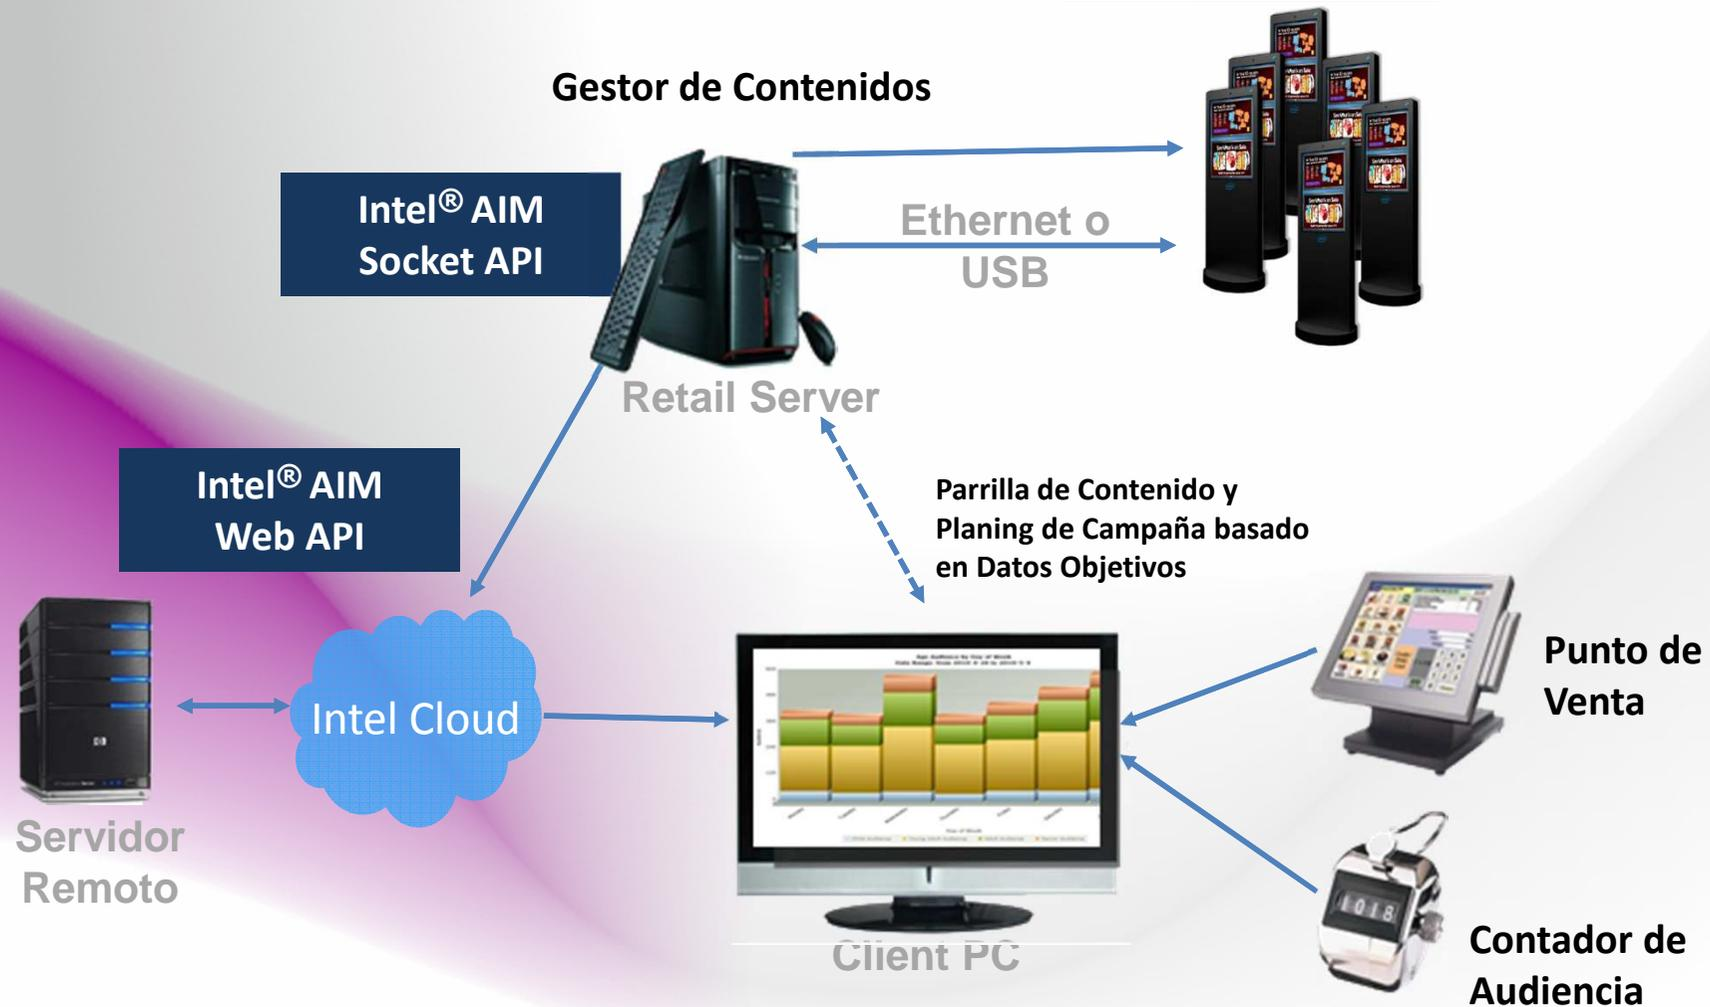 Gestor de Contenidos
Intel® AIM
Socket API
Ethernet o
USB
Retail Server
Intel® AIM
Web API
Parrilla de Contenido y
Planing de Campaña basado
en Datos Objetivos
Intel Cloud
Punto de
Venta
Servidor
Remoto
Client PC
1018
Contador de
Audiencia